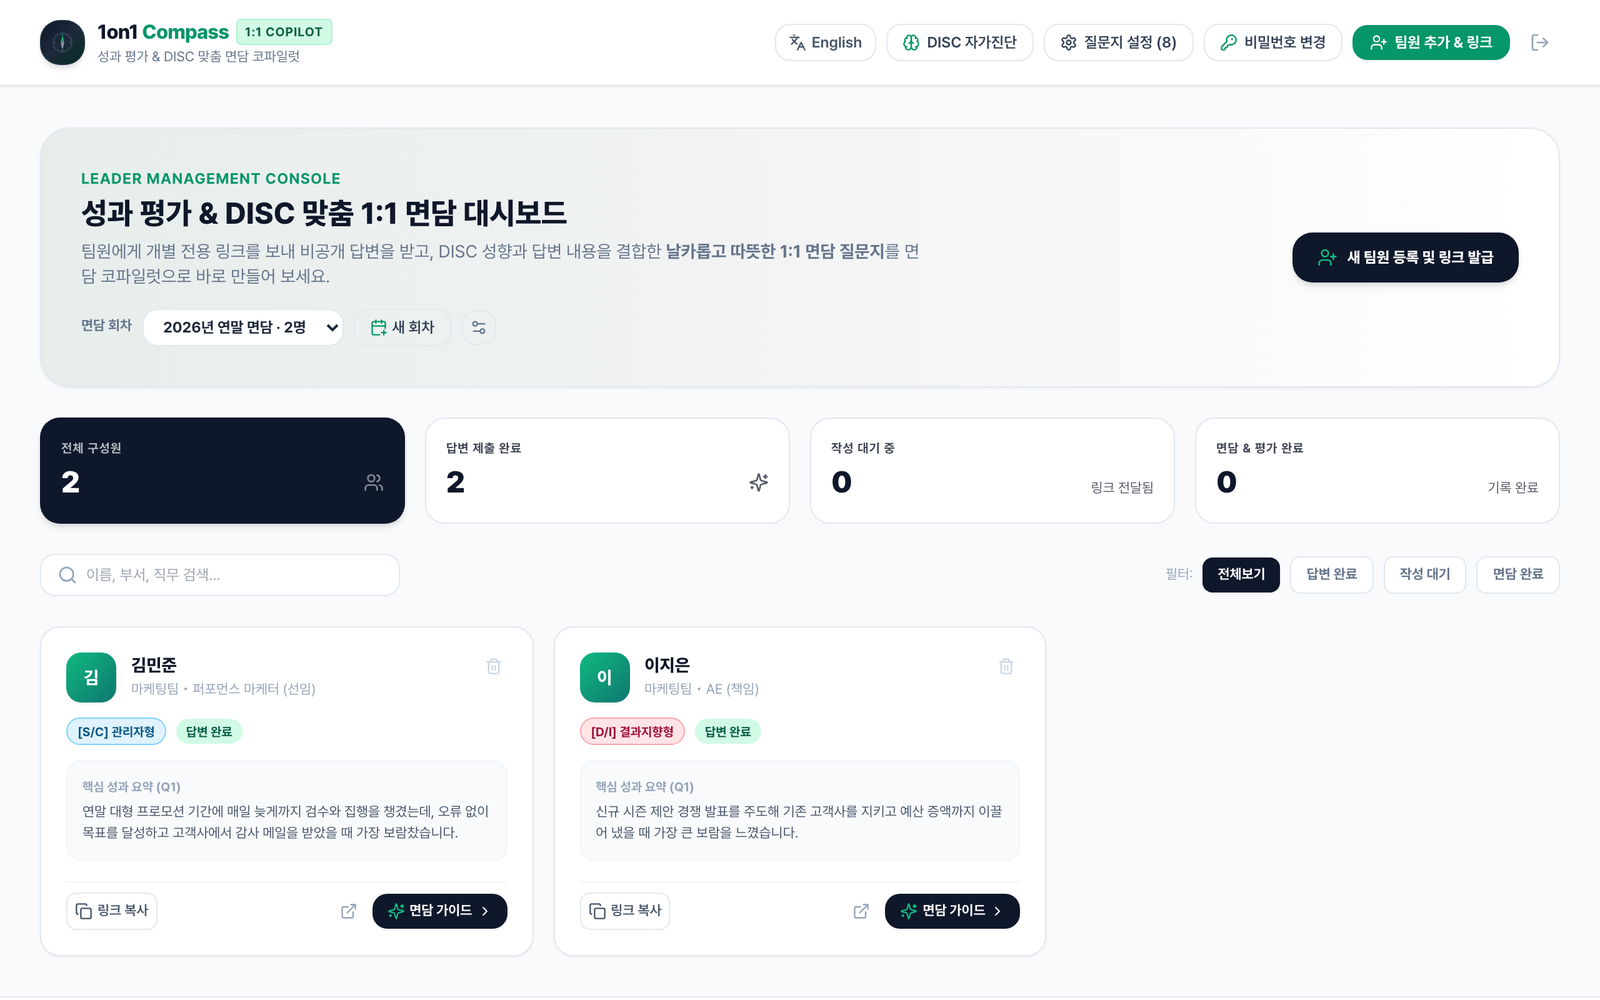 1on1 Compass 1:1 COPILOT
성과 평가 & DISC 맞춤 면담 코파일럿
English
DISC 자가진단
질문지 설정 (8)
비밀번호 변경
팀원 추가 & 링크
LEADER MANAGEMENT CONSOLE
성과 평가 & DISC 맞춤 1:1 면담 대시보드
팀원에게 개별 전용 링크를 보내 비공개 답변을 받고, DISC 성향과 답변 내용을 결합한 날카롭고 따뜻한 1:1 면담 질문지를 면
담 코파일럿으로 바로 만들어 보세요.
새 팀원 등록 및 링크 발급
면담 회차
2026년 연말 면담 · 2명
새 회차
전체 구성원
2
답변 제출 완료
2
작성 대기 중
0
링크 전달됨
면담 & 평가 완료
0
기록 완료
이름, 부서, 직무 검색...
필터:
전체보기
답변 완료
작성 대기
면담 완료
김
김민준
마케팅팀 • 퍼포먼스 마케터 (선임)
[S/C] 관리자형
답변 완료
핵심 성과 요약 (Q1)
연말 대형 프로모션 기간에 매일 늦게까지 검수와 집행을 챙겼는데, 오류 없이
목표를 달성하고 고객사에서 감사 메일을 받았을 때 가장 보람찼습니다.
링크 복사
면담 가이드
이
이지은
마케팅팀 • AE (책임)
[D/I] 결과지향형
답변 완료
핵심 성과 요약 (Q1)
신규 시즌 제안 경쟁 발표를 주도해 기존 고객사를 지키고 예산 증액까지 이끌
어 냈을 때 가장 큰 보람을 느꼈습니다.
링크 복사
면담 가이드